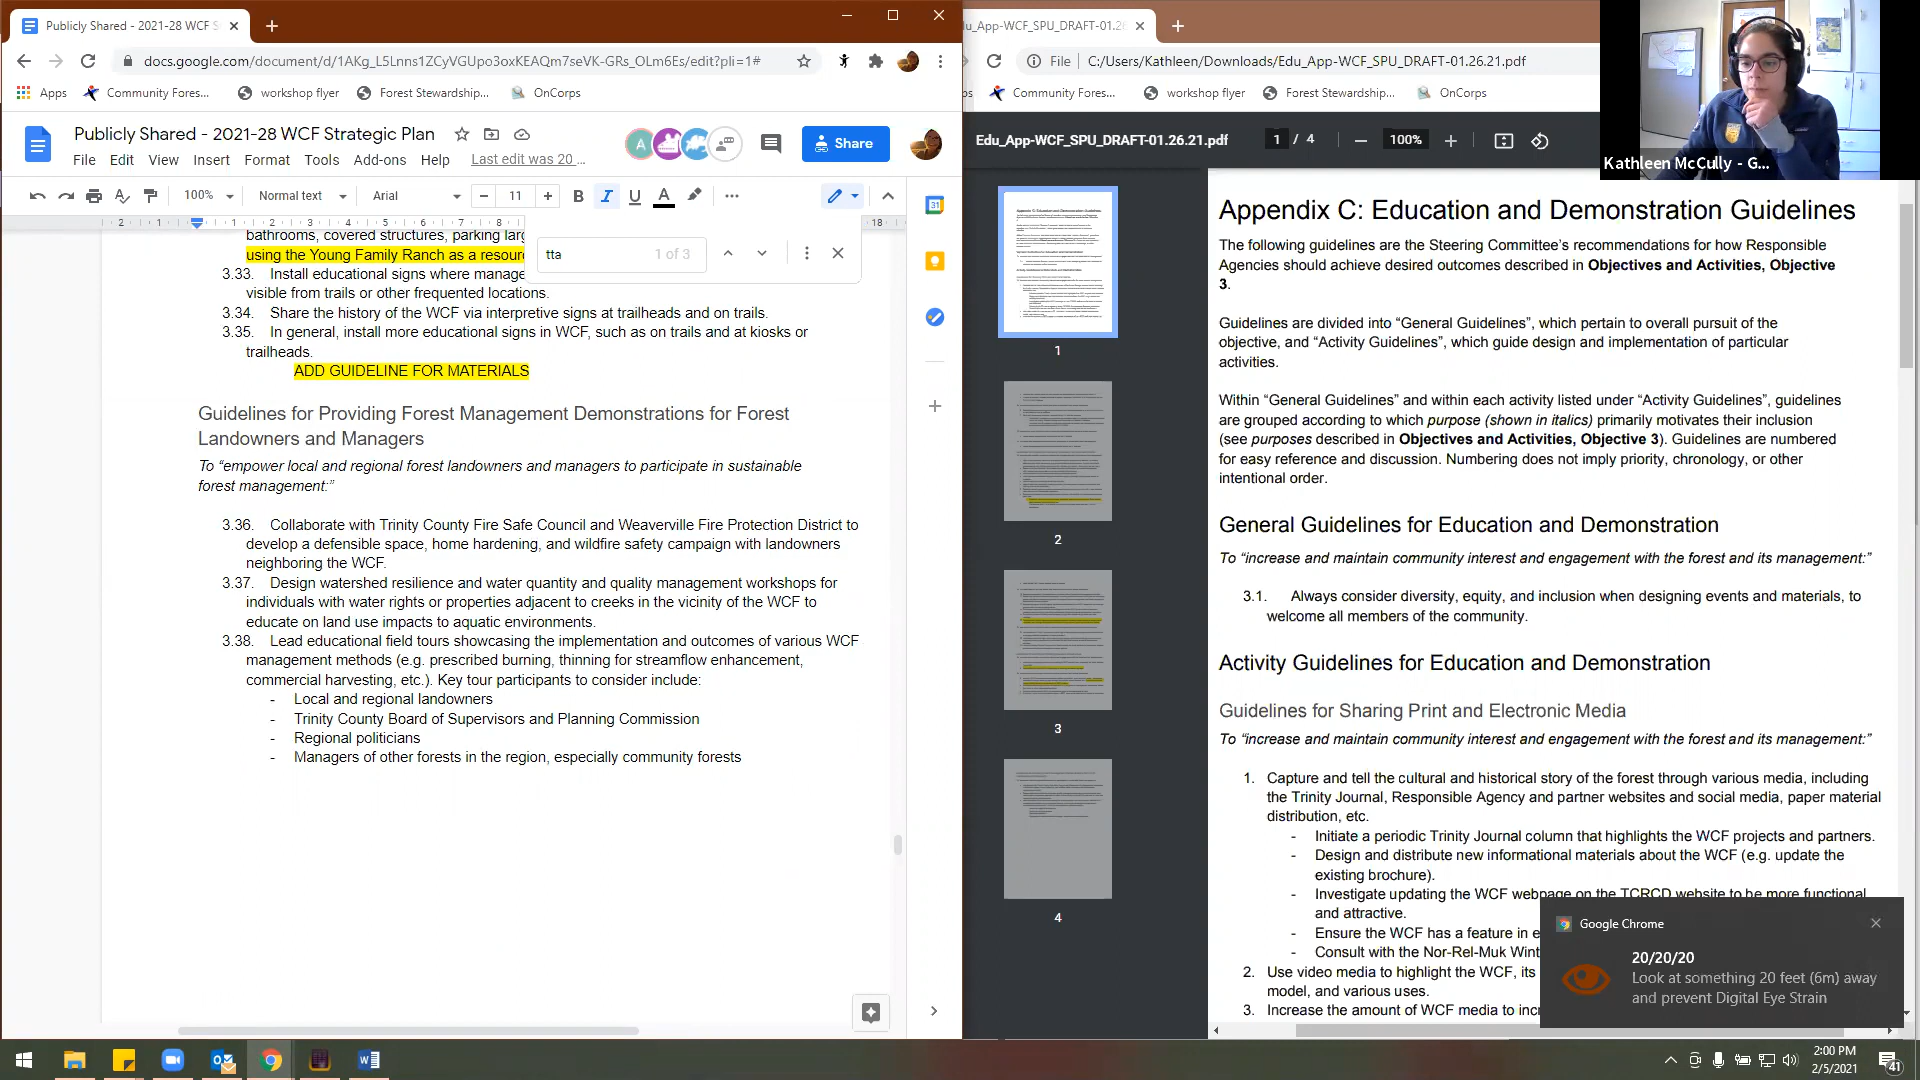 Publicly Shared - 2021-28 WCF S
docs.google.com/document/d/1AKg_L5Lnns1ZCyVGUpo3oxKEAQm7seVK-GRs_OLm6Es/edit?pli=1#
Apps Community Fores... workshop flyer Forest Stewardship... OnCorps
Publicly Shared - 2021-28 WCF Strategic Plan
File Edit View Insert Format Tools Add-ons Help Last edit was 20 ...
A
Share
100% Normal text Arial 11 B I U A
2 1 1 2 3 4 5 6 7 8 18
31
tta 1 of 3
bathrooms, covered structures, parking larg
using the Young Family Ranch as a resour
3.33. Install educational signs where manage
visible from trails or other frequented locations.
3.34. Share the history of the WCF via interpretive signs at trailheads and on trails.
3.35. In general, install more educational signs in WCF, such as on trails and at kiosks or
trailheads.
ADD GUIDELINE FOR MATERIALS
Guidelines for Providing Forest Management Demonstrations for Forest
Landowners and Managers
To “empower local and regional forest landowners and managers to participate in sustainable
forest management:”
3.36. Collaborate with Trinity County Fire Safe Council and Weaverville Fire Protection District to
develop a defensible space, home hardening, and wildfire safety campaign with landowners
neighboring the WCF.
3.37. Design watershed resilience and water quantity and quality management workshops for
individuals with water rights or properties adjacent to creeks in the vicinity of the WCF to
educate on land use impacts to aquatic environments.
3.38. Lead educational field tours showcasing the implementation and outcomes of various WCF
management methods (e.g. prescribed burning, thinning for streamflow enhancement,
commercial harvesting, etc.). Key tour participants to consider include:
- Local and regional landowners
- Trinity County Board of Supervisors and Planning Commission
- Regional politicians
- Managers of other forests in the region, especially community forests
du_App-WCF_SPU_DRAFT-01.26
File C:/Users/Kathleen/Downloads/Edu_App-WCF_SPU_DRAFT-01.26.21.pdf
Community Fores... workshop flyer Forest Stewardship... OnCorps
Edu_App-WCF_SPU_DRAFT-01.26.21.pdf 1 / 4 100%
Kathleen McCully - G...
1
2
3
4
Appendix C: Education and Demonstration Guidelines
The following guidelines are the Steering Committee’s recommendations for how Responsible
Agencies should achieve desired outcomes described in Objectives and Activities, Objective
3.
Guidelines are divided into “General Guidelines”, which pertain to overall pursuit of the
objective, and “Activity Guidelines”, which guide design and implementation of particular
activities.
Within “General Guidelines” and within each activity listed under “Activity Guidelines”, guidelines
are grouped according to which purpose (shown in italics) primarily motivates their inclusion
(see purposes described in Objectives and Activities, Objective 3). Guidelines are numbered
for easy reference and discussion. Numbering does not imply priority, chronology, or other
intentional order.
General Guidelines for Education and Demonstration
To “increase and maintain community interest and engagement with the forest and its management:”
3.1. Always consider diversity, equity, and inclusion when designing events and materials, to
welcome all members of the community.
Activity Guidelines for Education and Demonstration
Guidelines for Sharing Print and Electronic Media
To “increase and maintain community interest and engagement with the forest and its management:”
1. Capture and tell the cultural and historical story of the forest through various media, including
the Trinity Journal, Responsible Agency and partner websites and social media, paper material
distribution, etc.
- Initiate a periodic Trinity Journal column that highlights the WCF projects and partners.
- Design and distribute new informational materials about the WCF (e.g. update the
existing brochure).
- Investigate updating the WCF webpage on the TCRCD website to be more functional
and attractive.
- Ensure the WCF has a feature in e
- Consult with the Nor-Rel-Muk Wint
2. Use video media to highlight the WCF, its
model, and various uses.
3. Increase the amount of WCF media to incr
Google Chrome
20/20/20
Look at something 20 feet (6m) away
and prevent Digital Eye Strain
2:00 PM
2/5/2021
41